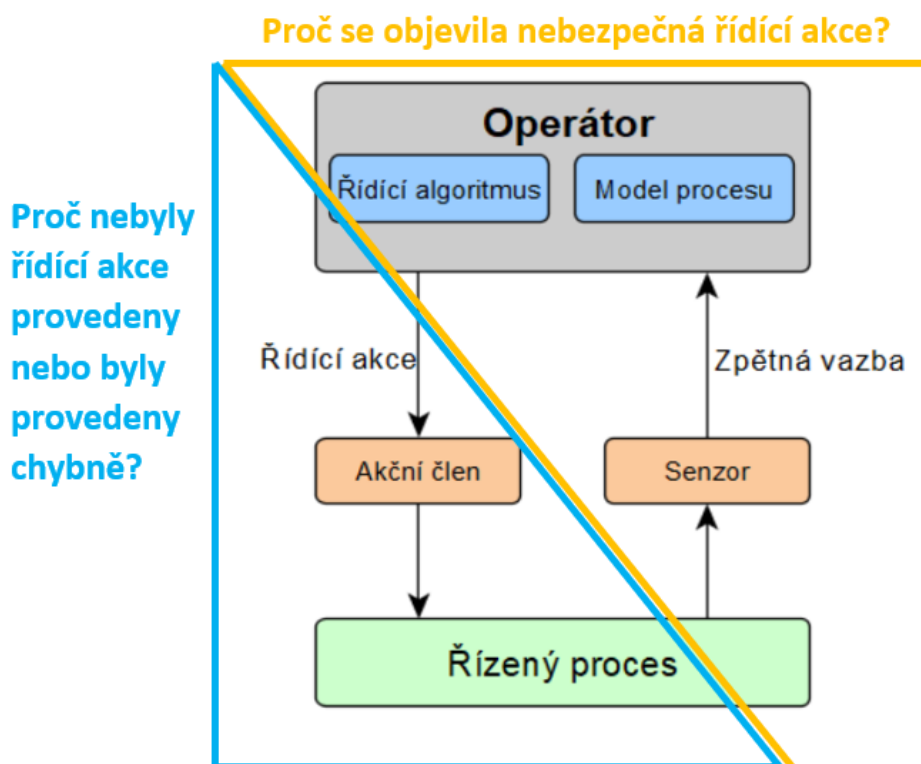 Proč se objevila nebezpečná řídící akce?
Operátor
Řídící algoritmus
Model procesu
Proč nebyly
řídící akce
provedeny
nebo byly
provedeny
chybně?
Řídící akce
Zpětná vazba
Akční člen
Senzor
Řízený proces